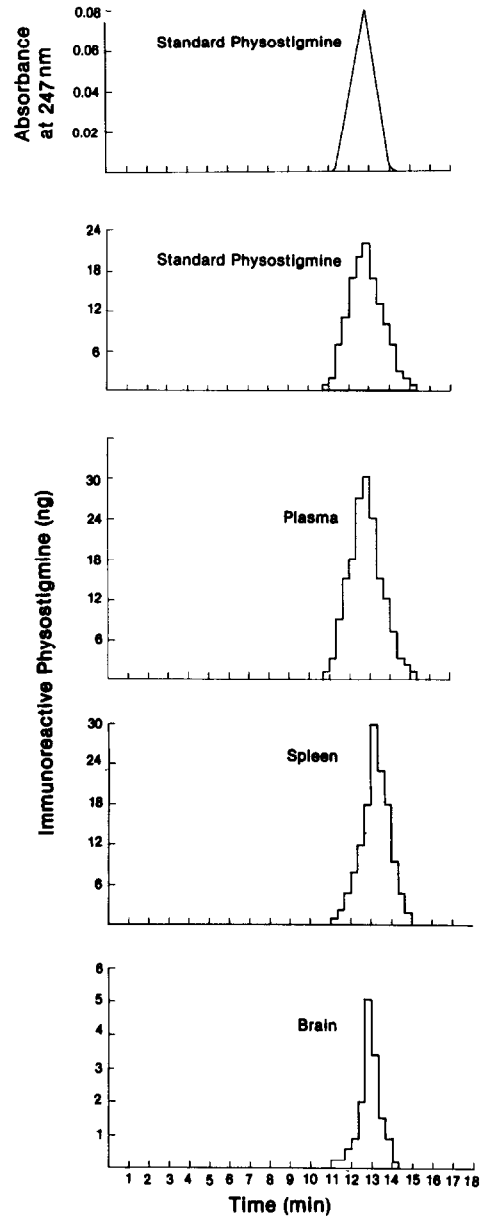 Absorbance
at 247nm
0.08
0.06
0.04
0.02
Standard Physostigmine
Immunoreactive Physostigmine (ng)
24
18
12
6
Standard Physostigmine
30
24
18
12
6
Plasma
30
24
18
12
6
Spleen
6
5
4
3
2
1
Brain
1 2 3 4 5 6 7 8 9 10 11 12 13 14 15 16 17 18
Time (min)